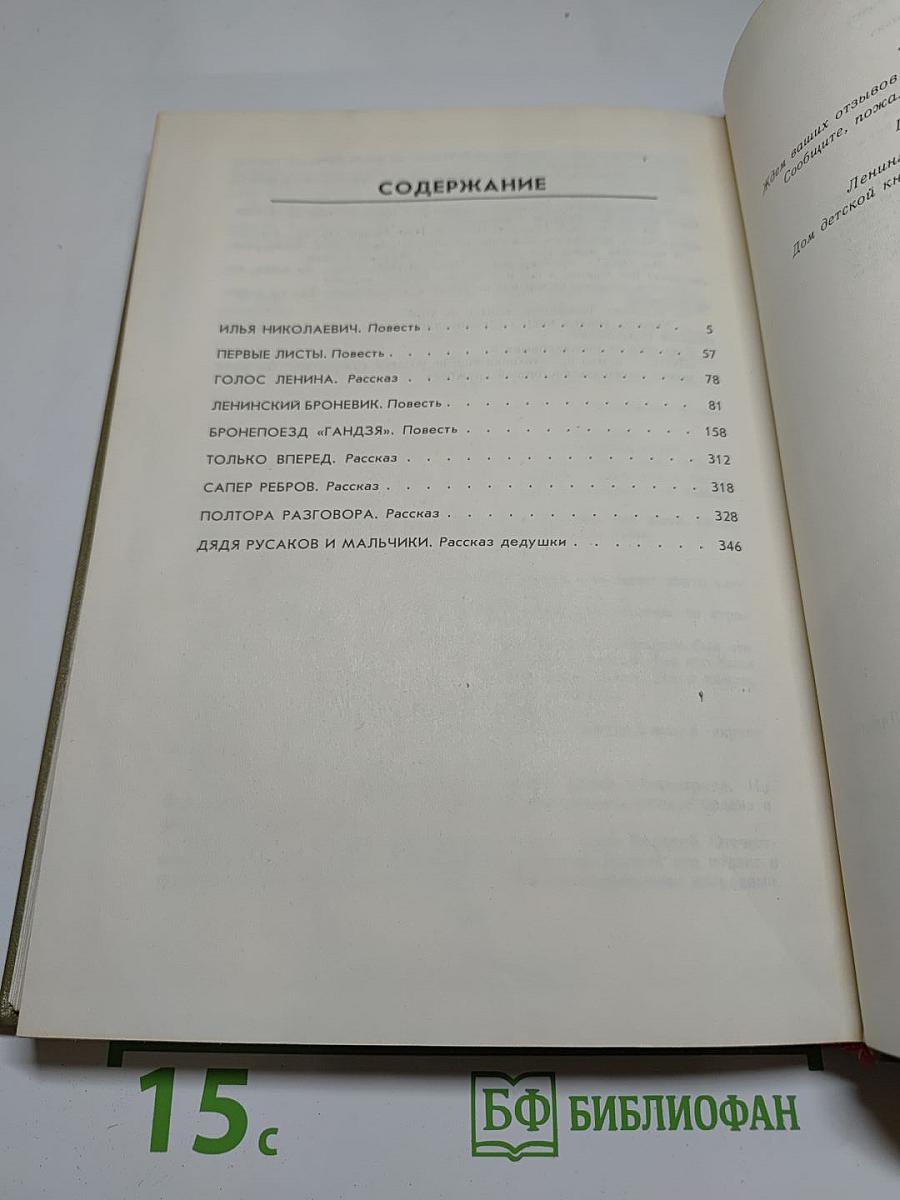 СОДЕРЖАНИЕ
ИЛЬЯ НИКОЛАЕВИЧ. Повесть . . . . . . . . . . . . . . 5
ПЕРВЫЕ ЛИСТЫ. Повесть . . . . . . . . . . . . . . . . 57
ГОЛОС ЛЕНИНА. Рассказ . . . . . . . . . . . . . . . 78
ЛЕНИНСКИЙ БРОНЕВИК. Повесть . . . . . . . . . . . . . 81
БРОНЕПОЕЗД «ГАНДЗЯ». Повесть . . . . . . . . . . . . 158
ТОЛЬКО ВПЕРЕД. Рассказ . . . . . . . . . . . . . . . 312
САПЕР РЕБРОВ. Рассказ . . . . . . . . . . . . . . . . 318
ПОЛТОРА РАЗГОВОРА. Рассказ . . . . . . . . . . . . . 328
ДЯДЯ РУСАКОВ И МАЛЬЧИКИ. Рассказ дедушки . . . . . . . 346
Ждем ваших отзывов
Сообщите, пожа
Ленина
Дом детской кн
15 с
БФ БИБЛИОФАН